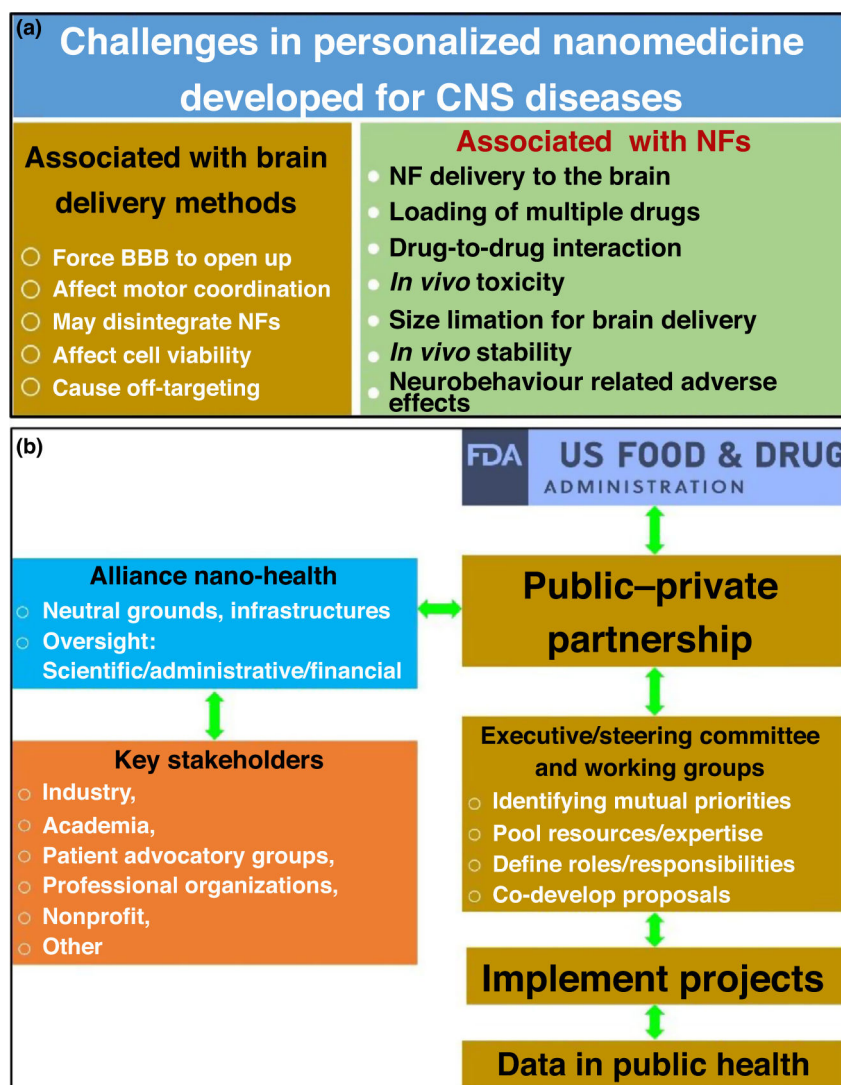 (a)
Challenges in personalized nanomedicine
developed for CNS diseases
Associated with brain
delivery methods
Force BBB to open up
Affect motor coordination
May disintegrate NFs
Affect cell viability
Cause off-targeting
Associated with NFs
NF delivery to the brain
Loading of multiple drugs
Drug-to-drug interaction
In vivo toxicity
Size limation for brain delivery
In vivo stability
Neurobehaviour related adverse
effects
(b)
FDA US FOOD & DRUG
ADMINISTRATION
Alliance nano-health
Neutral grounds, infrastructures
Oversight:
Scientific/administrative/financial
Public–private
partnership
Key stakeholders
Industry,
Academia,
Patient advocatory groups,
Professional organizations,
Nonprofit,
Other
Executive/steering committee
and working groups
Identifying mutual priorities
Pool resources/expertise
Define roles/responsibilities
Co-develop proposals
Implement projects
Data in public health